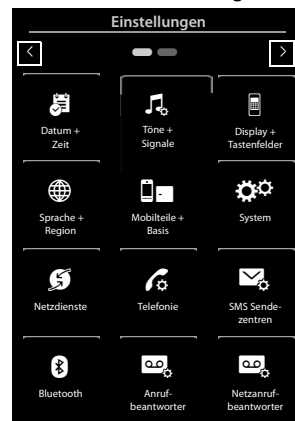 Einstellungen
Datum +
Zeit
Töne +
Signale
Display +
Tastenfelder
Sprache +
Region
Mobilteile +
Basis
System
Netzdienste
Telefonie
SMS Sende-
zentren
Bluetooth
Anruf-
beantworter
Netzanruf-
beantworter